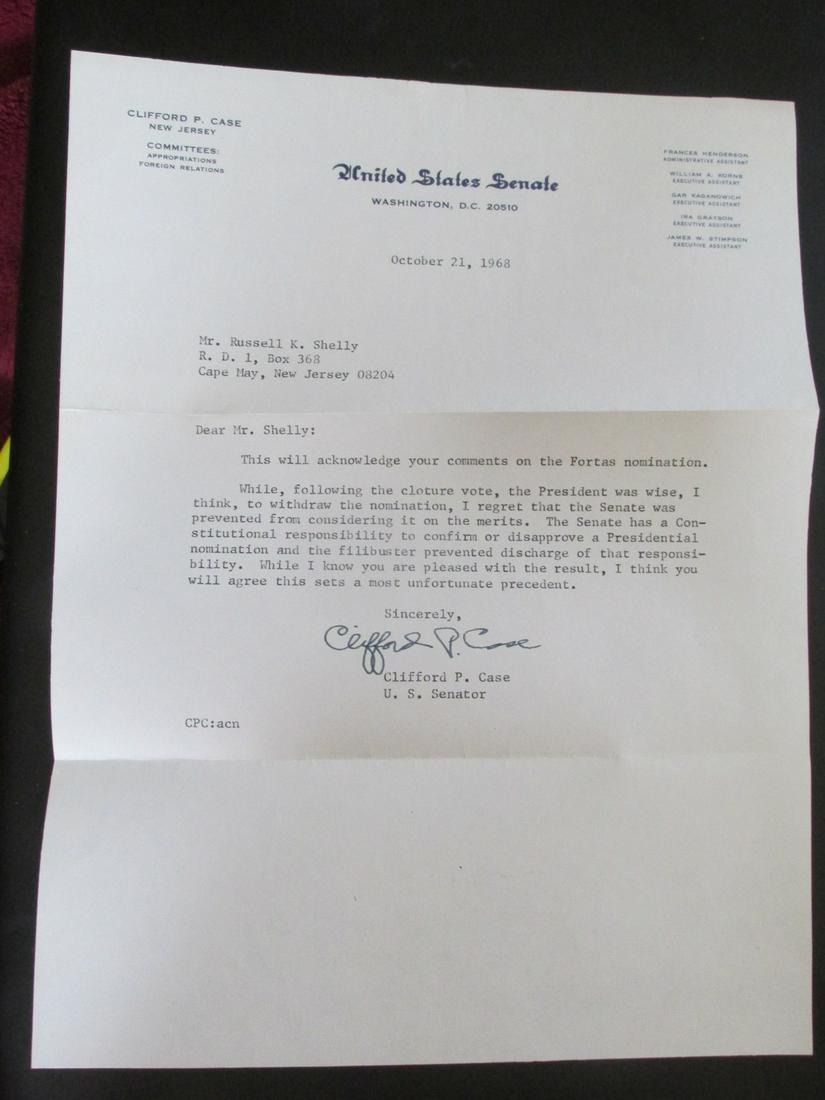 CLIFFORD P. CASE
NEW JERSEY
COMMITTEES:
APPROPRIATIONS
FOREIGN RELATIONS
United States Senate
WASHINGTON, D.C. 20510
FRANCES HENDERSON
ADMINISTRATIVE ASSISTANT
WILLIAM A. KORNS
EXECUTIVE ASSISTANT
GAR KAGANOWICH
EXECUTIVE ASSISTANT
IRA GRAYSON
EXECUTIVE ASSISTANT
JAMES W. STIMPSON
EXECUTIVE ASSISTANT
October 21, 1968
Mr. Russell K. Shelly
R. D. 1, Box 368
Cape May, New Jersey 08204
Dear Mr. Shelly:
This will acknowledge your comments on the Fortas nomination.
While, following the cloture vote, the President was wise, I
think, to withdraw the nomination, I regret that the Senate was
prevented from considering it on the merits. The Senate has a Con-
stitutional responsibility to confirm or disapprove a Presidential
nomination and the filibuster prevented discharge of that responsi-
bility. While I know you are pleased with the result, I think you
will agree this sets a most unfortunate precedent.
Sincerely,
Clifford P. Case
Clifford P. Case
U. S. Senator
CPC:acn